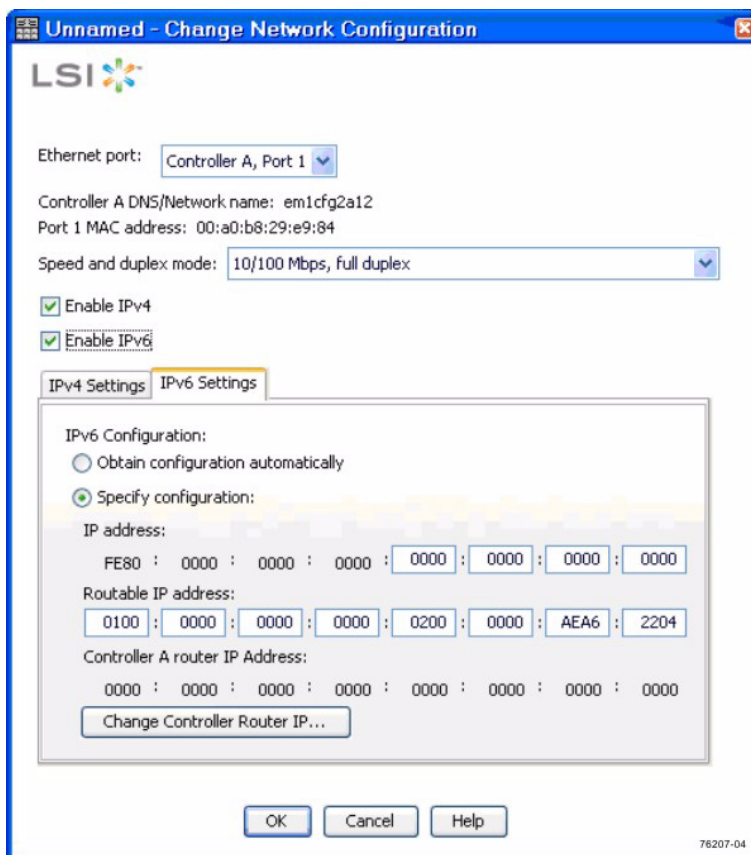 Unnamed - Change Network Configuration
LSI
Ethernet port: Controller A, Port 1
Controller A DNS/Network name: em1cfg2a12
Port 1 MAC address: 00:a0:b8:29:e9:84
Speed and duplex mode: 10/100 Mbps, full duplex
Enable IPv4
Enable IPv6
IPv4 Settings IPv6 Settings
IPv6 Configuration:
Obtain configuration automatically
Specify configuration:
IP address:
FE80 : 0000 : 0000 : 0000 : 0000 : 0000 : 0000 : 0000
Routable IP address:
0100 : 0000 : 0000 : 0000 : 0200 : 0000 : AEA6 : 2204
Controller A router IP Address:
0000 : 0000 : 0000 : 0000 : 0000 : 0000 : 0000 : 0000
Change Controller Router IP...
OK Cancel Help
76207-04